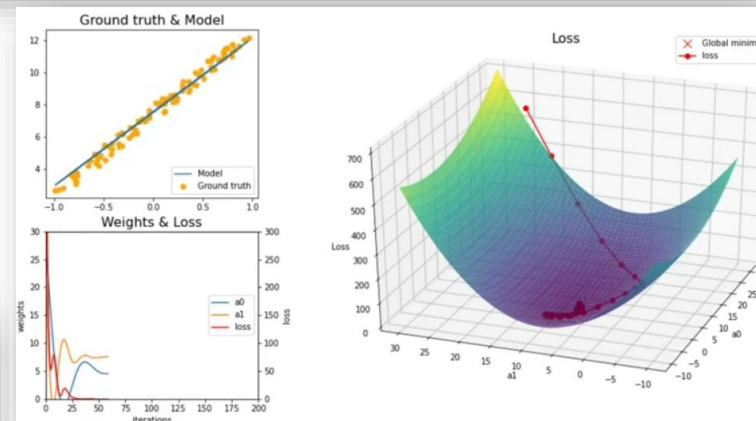 Ground truth & Model
12
10
8
6
4
Model
Ground truth
−1.0 −0.5 0.0 0.5 1.0
Weights & Loss
30
25
20
15
10
5
0
weights
a0
a1
loss
300
250
200
150
100
50
0
loss
0 25 50 75 100 125 150 175 200
iterations
Loss
Global minim
loss
700
600
500
400
300
200
100
0
Loss
30 25 20 15 10 5 0 −5 −10
a1
−10
−5
0
5
10
15
20
25
a0